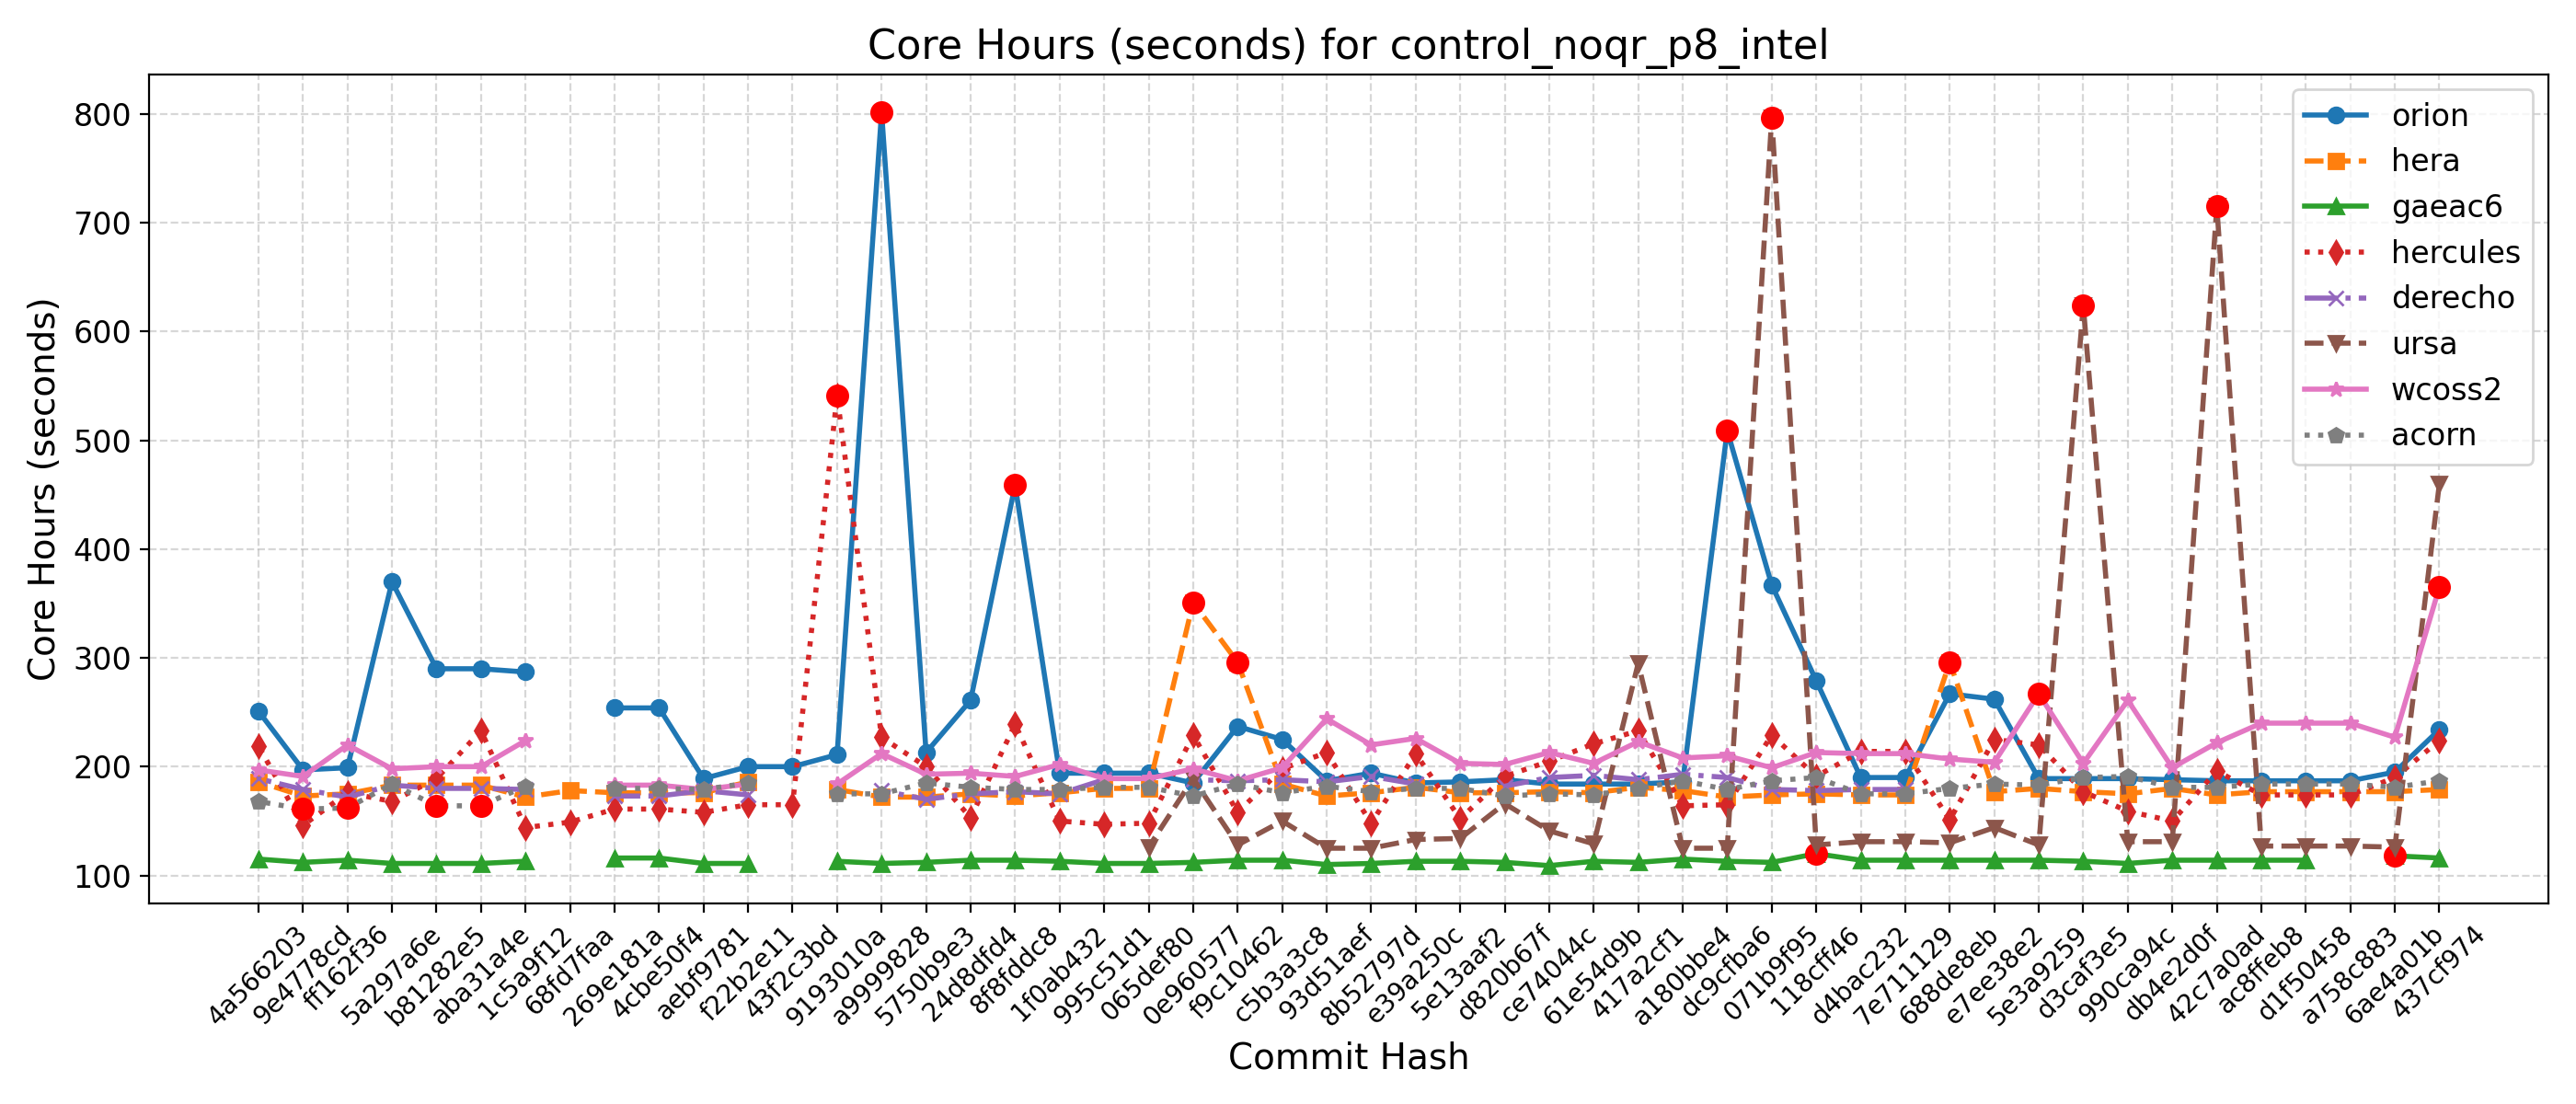 Core Hours (seconds) for control_noqr_p8_intel
Core Hours (seconds)
800
700
600
500
400
300
200
100
orion
hera
gaeac6
hercules
derecho
ursa
wcoss2
acorn
4a566203
9e4778cd
ff162f36
5a297a6e
b81282e5
aba31a4e
1c5a9f12
68fd7faa
269e181a
4cbe50f4
aebf9781
f22b2e11
43f2c3bd
9193010a
a9999828
5750b9e3
24d8dfd4
8f8fddc8
1f0ab432
995c51d1
065def80
0e960577
f9c10462
c5b3a3c8
93d51aef
8b52797d
e39a250c
5e13aaf2
d820b67f
ce74044c
61e54d9b
417a2cf1
a180bbe4
dc9cfba6
071b9f95
118cff46
d4bac232
7e711129
688de8eb
e7ee38e2
5e3a9259
d3caf3e5
990ca94c
db4e2d0f
42c7a0ad
ac8ffeb8
d1f50458
a758c883
6ae4a01b
437cf974
Commit Hash